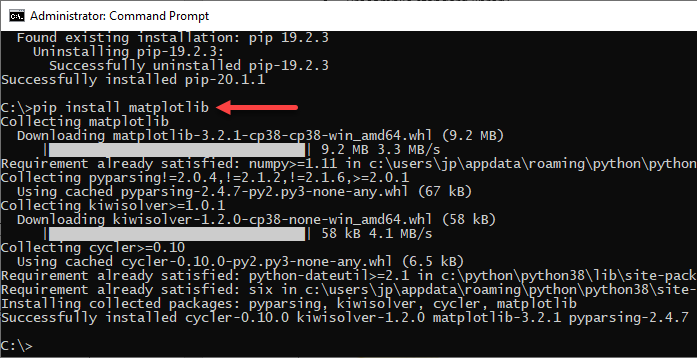 Administrator: Command Prompt
Found existing installation: pip 19.2.3
Uninstalling pip-19.2.3:
Successfully uninstalled pip-19.2.3
Successfully installed pip-20.1.1
C:\>pip install matplotlib
Collecting matplotlib
Downloading matplotlib-3.2.1-cp38-cp38-win_amd64.whl (9.2 MB)
|████████████████████████████████| 9.2 MB 3.3 MB/s
Requirement already satisfied: numpy>=1.11 in c:\users\jp\appdata\roaming\python\python
Collecting pyparsing!=2.0.4,!=2.1.2,!=2.1.6,>=2.0.1
Using cached pyparsing-2.4.7-py2.py3-none-any.whl (67 kB)
Collecting kiwisolver>=1.0.1
Downloading kiwisolver-1.2.0-cp38-none-win_amd64.whl (58 kB)
|████████████████████████████████| 58 kB 4.1 MB/s
Collecting cycler>=0.10
Using cached cycler-0.10.0-py2.py3-none-any.whl (6.5 kB)
Requirement already satisfied: python-dateutil>=2.1 in c:\python\python38\lib\site-pack
Requirement already satisfied: six in c:\users\jp\appdata\roaming\python\python38\site-
Installing collected packages: pyparsing, kiwisolver, cycler, matplotlib
Successfully installed cycler-0.10.0 kiwisolver-1.2.0 matplotlib-3.2.1 pyparsing-2.4.7
C:\>